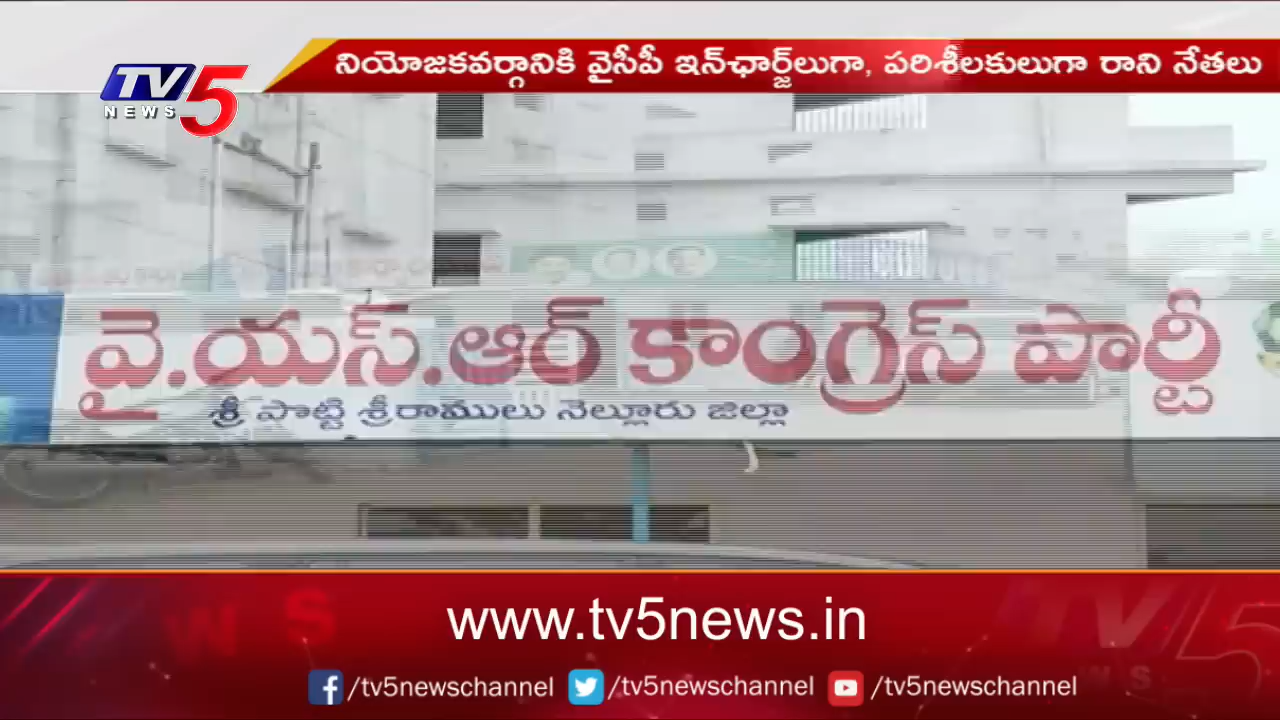 TV5
NEWS
నియోజకవర్గానికి వైసీపీ ఇన్‌ఛార్జ్‌లుగా, పరిశీలకులుగా రాని నేతలు
వై.యస్.ఆర్ కాంగ్రెస్ పార్టీ
శ్రీ పొట్టి శ్రీరాములు నెల్లూరు జిల్లా
www.tv5news.in
/tv5newschannel /tv5newschannel /tv5newschannel